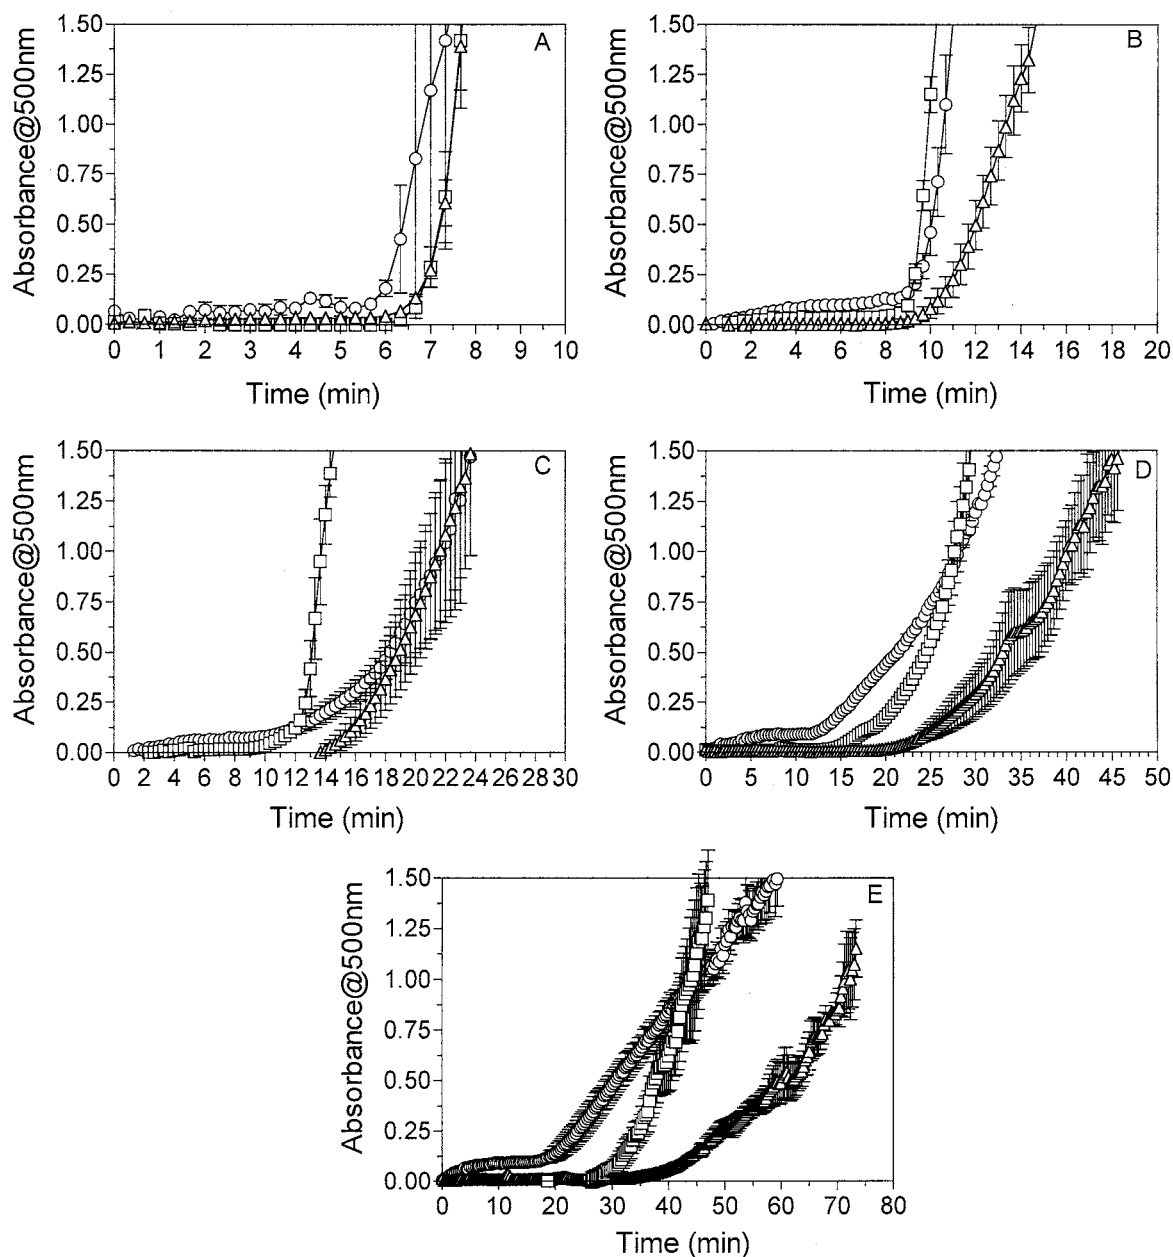 A
Absorbance@500nm
1.50
1.25
1.00
0.75
0.50
0.25
0.00
0 1 2 3 4 5 6 7 8 9 10
Time (min)
B
Absorbance@500nm
1.50
1.25
1.00
0.75
0.50
0.25
0.00
0 2 4 6 8 10 12 14 16 18 20
Time (min)
C
Absorbance@500nm
1.50
1.25
1.00
0.75
0.50
0.25
0.00
0 2 4 6 8 10 12 14 16 18 20 22 24 26 28 30
Time (min)
D
Absorbance@500nm
1.50
1.25
1.00
0.75
0.50
0.25
0.00
0 5 10 15 20 25 30 35 40 45 50
Time (min)
E
Absorbance@500nm
1.50
1.25
1.00
0.75
0.50
0.25
0.00
0 10 20 30 40 50 60 70 80
Time (min)